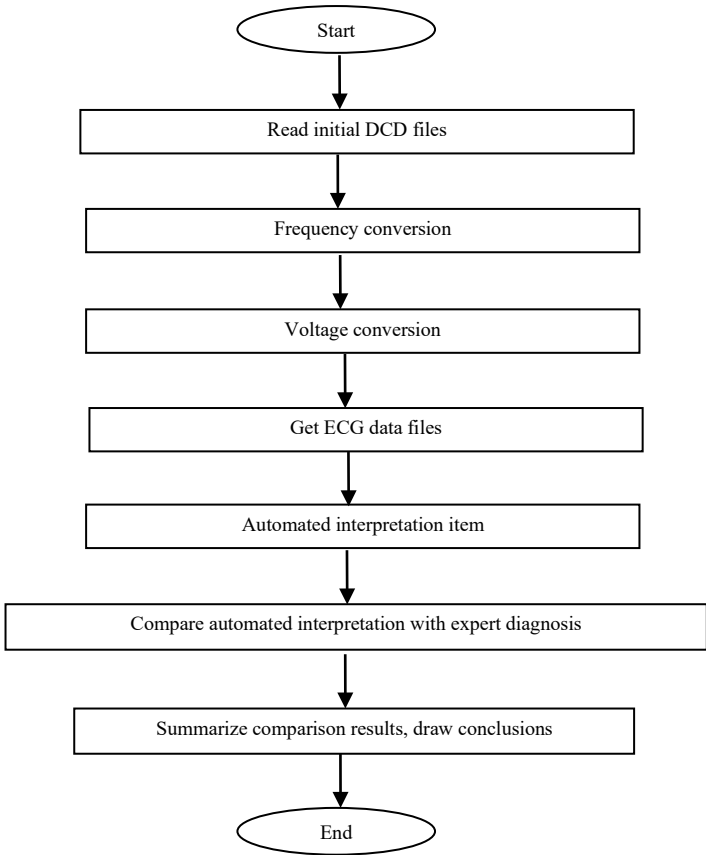 Start
Read initial DCD files
Frequency conversion
Voltage conversion
Get ECG data files
Automated interpretation item
Compare automated interpretation with expert diagnosis
Summarize comparison results, draw conclusions
End